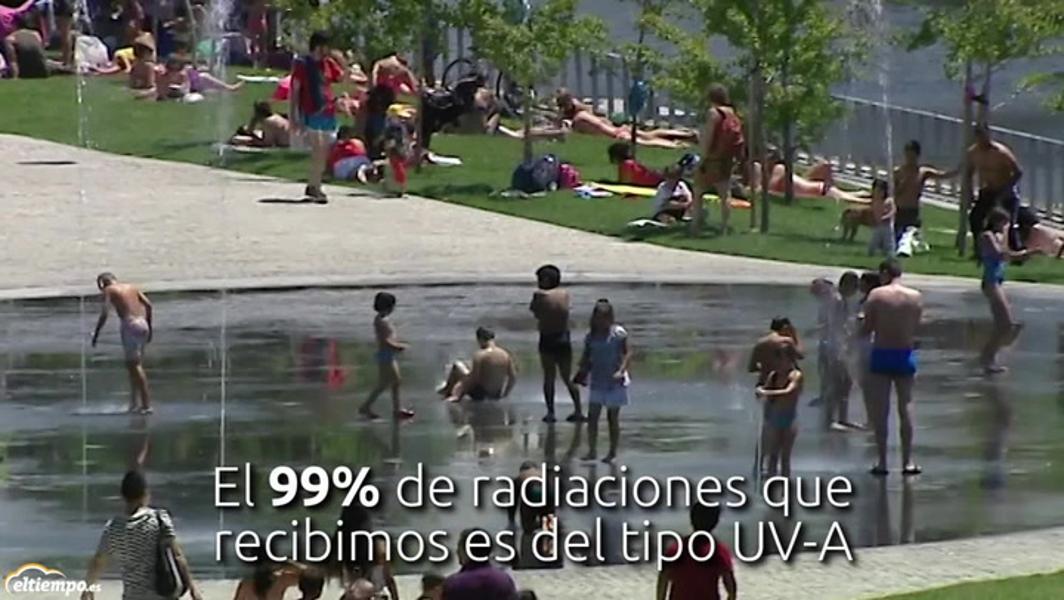 El 99% de radiaciones que
recibimos es del tipo UV-A
eltiempo.es